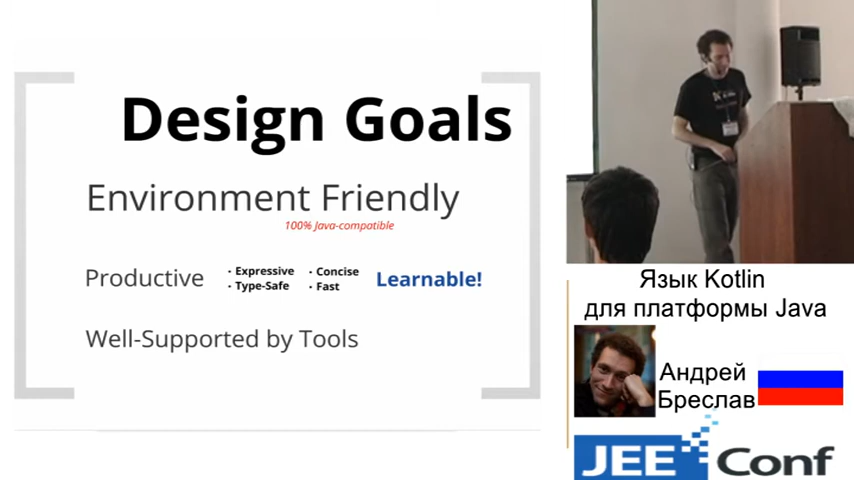 Design Goals
Environment Friendly
100% Java-compatible
Productive
· Expressive
· Type-Safe
· Concise
· Fast
Learnable!
Well-Supported by Tools
Язык Kotlin
для платформы Java
Андрей
Бреслав
JEE Conf